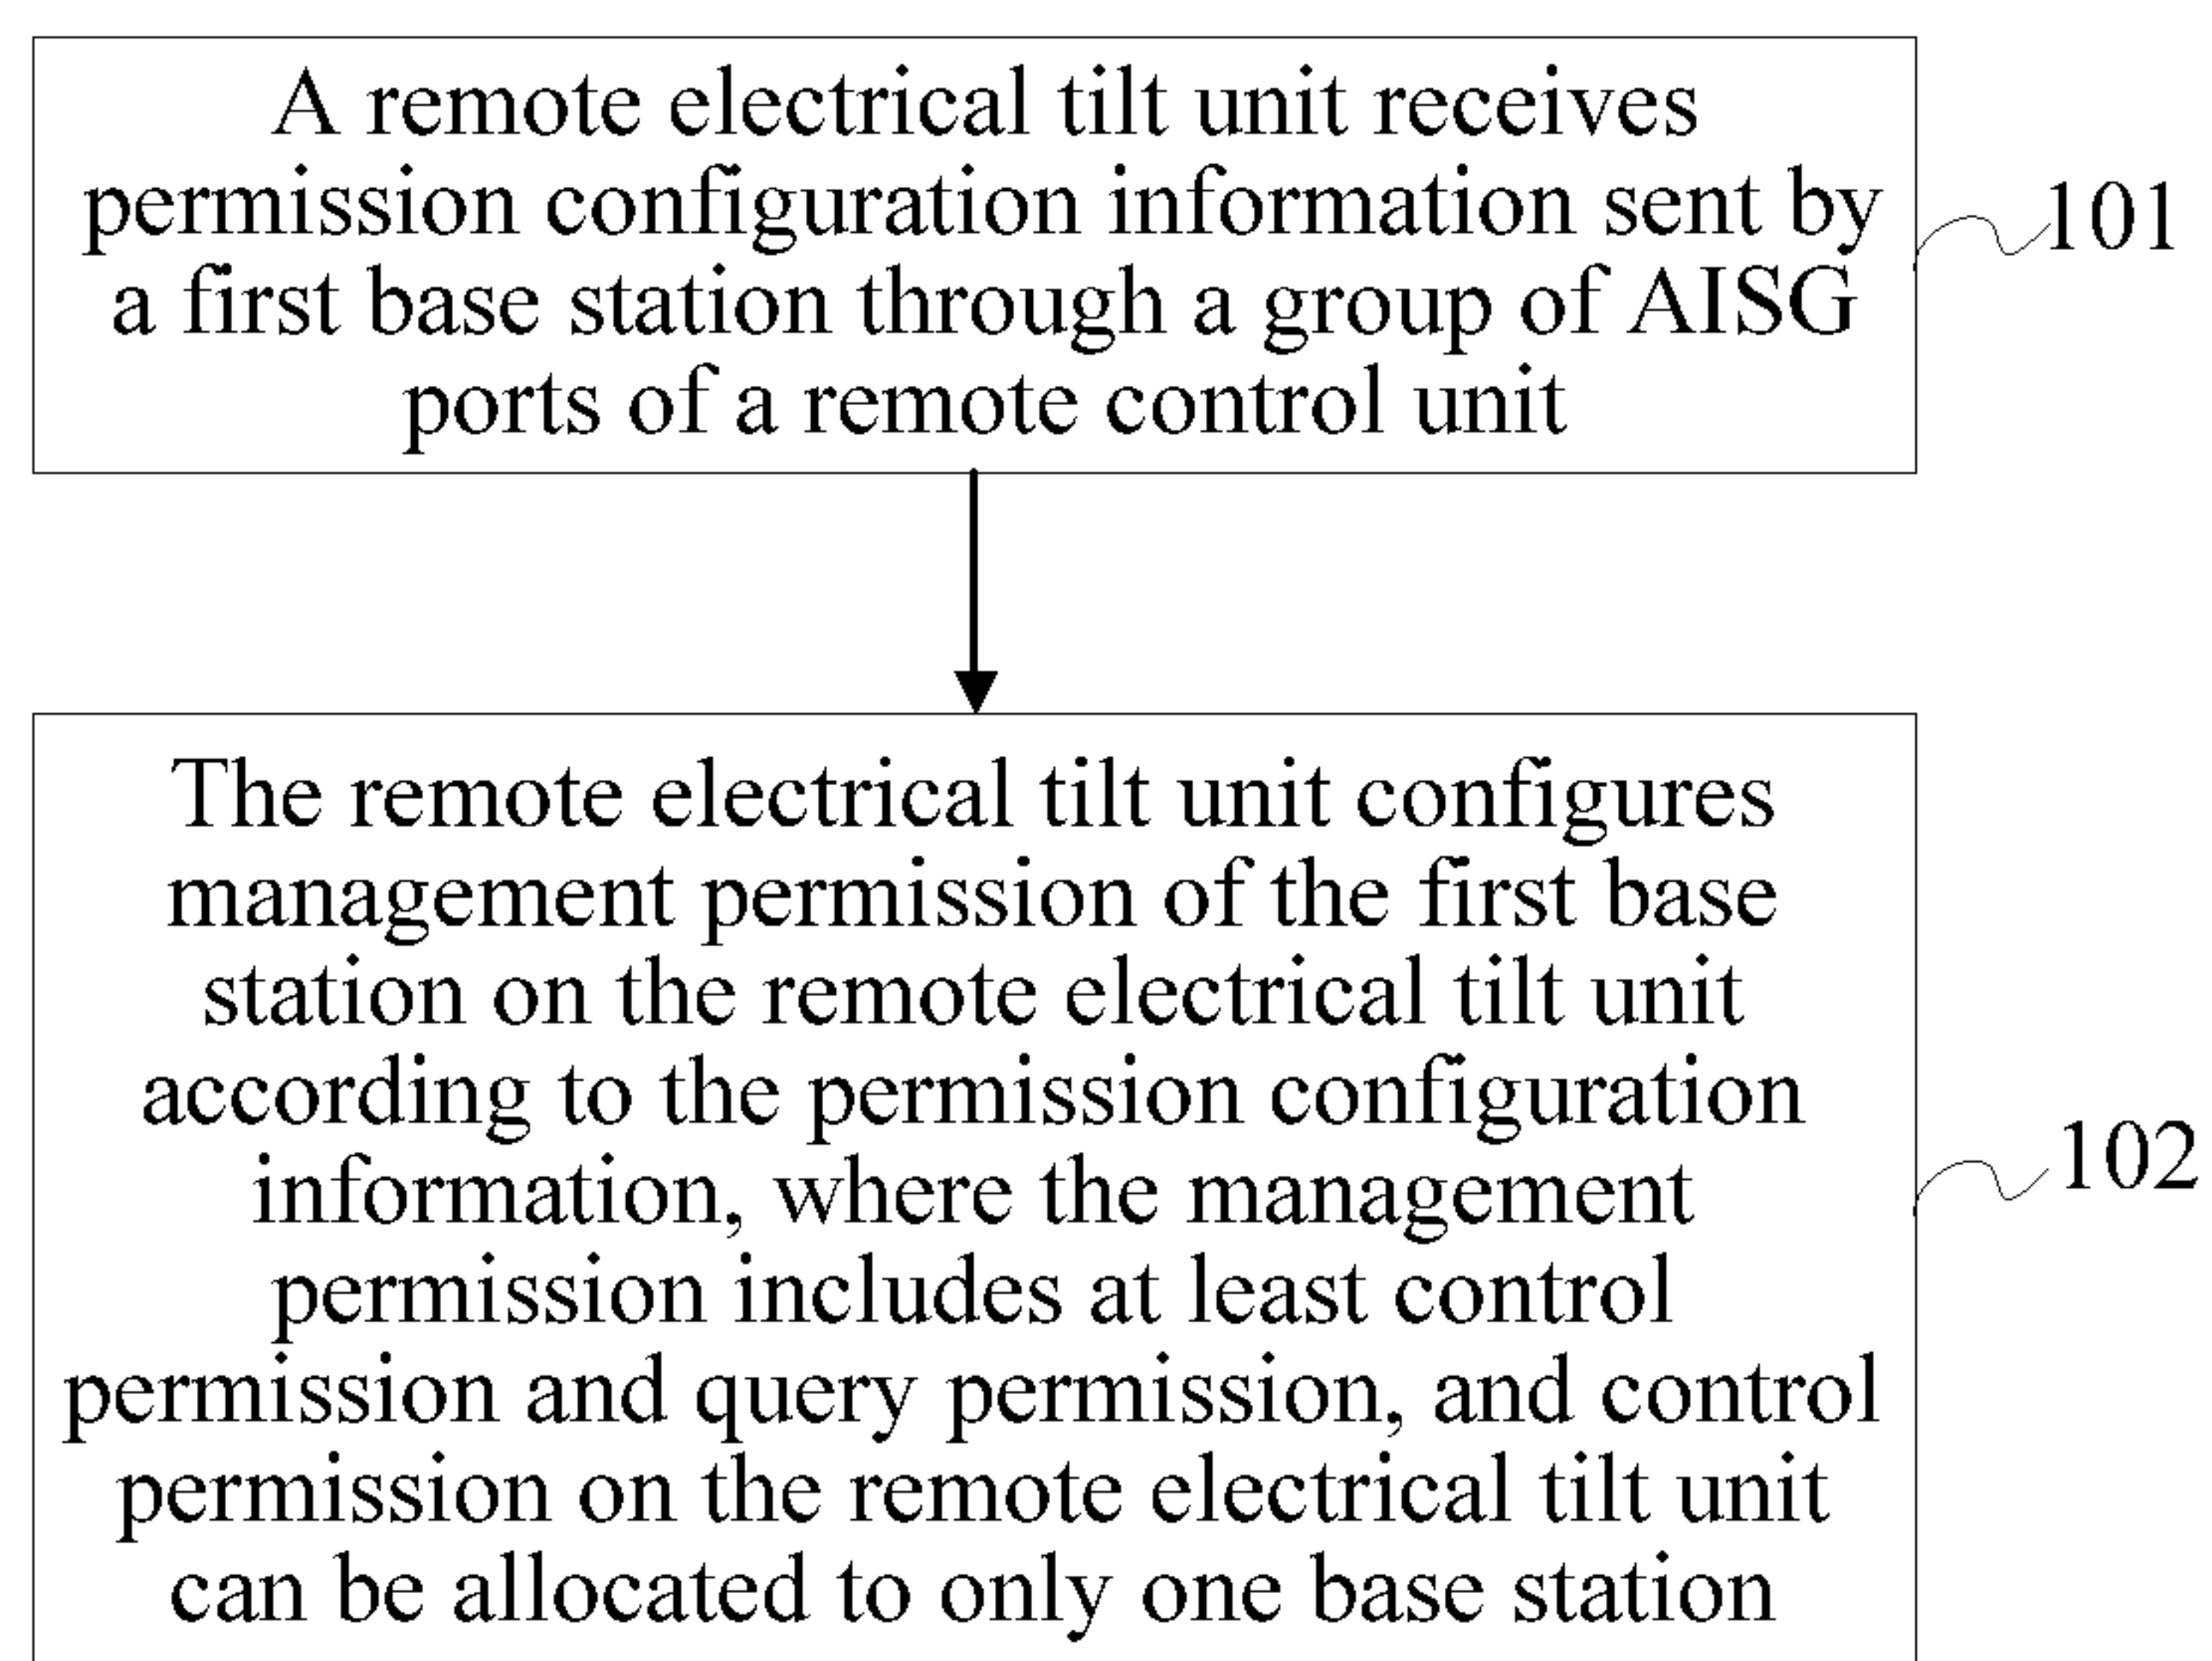 A remote electrical tilt unit receives
permission configuration information sent by
a first base station through a group of AISG
ports of a remote control unit
101
The remote electrical tilt unit configures
management permission of the first base
station on the remote electrical tilt unit
according to the permission configuration
information, where the management
permission includes at least control
permission and query permission, and control
permission on the remote electrical tilt unit
can be allocated to only one base station
102